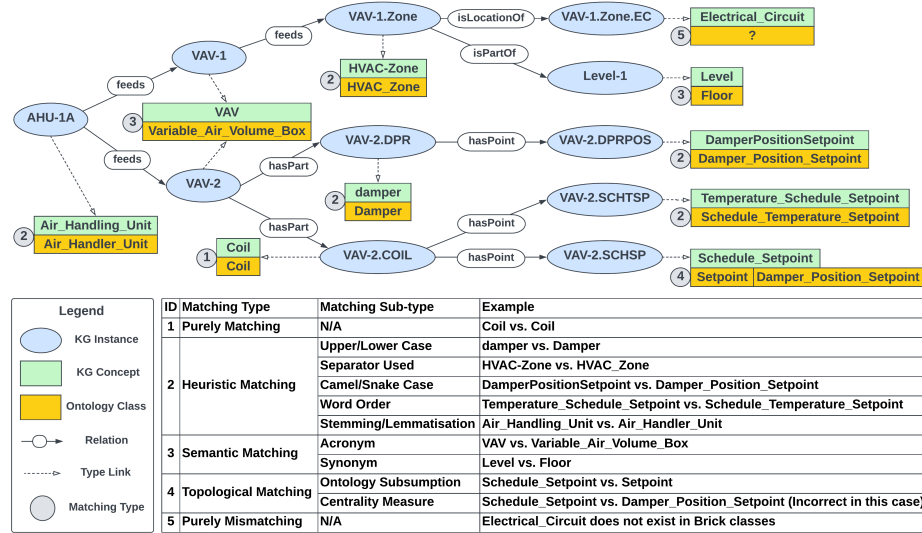 VAV-1.Zone
isLocationOf
VAV-1.Zone.EC
Electrical_Circuit
5
?
feeds
isPartOf
VAV-1
HVAC-Zone
2
HVAC_Zone
Level-1
Level
3
Floor
feeds
AHU-1A
VAV
3
Variable_Air_Volume_Box
feeds
VAV-2.DPR
hasPoint
VAV-2.DPRPOS
DamperPositionSetpoint
2
Damper_Position_Setpoint
hasPart
VAV-2
damper
2
Damper
VAV-2.SCHTSP
Temperature_Schedule_Setpoint
2
Schedule_Temperature_Setpoint
hasPoint
Air_Handling_Unit
2
Air_Handler_Unit
hasPart
Coil
1
Coil
VAV-2.COIL
hasPoint
VAV-2.SCHSP
Schedule_Setpoint
4
Setpoint Damper_Position_Setpoint
Legend
KG Instance
KG Concept
Ontology Class
Relation
Type Link
Matching Type
ID Matching Type Matching Sub-type Example
1 Purely Matching N/A Coil vs. Coil
2 Heuristic Matching Upper/Lower Case damper vs. Damper
Separator Used HVAC-Zone vs. HVAC_Zone
Camel/Snake Case DamperPositionSetpoint vs. Damper_Position_Setpoint
Word Order Temperature_Schedule_Setpoint vs. Schedule_Temperature_Setpoint
Stemming/Lemmatisation Air_Handling_Unit vs. Air_Handler_Unit
3 Semantic Matching Acronym VAV vs. Variable_Air_Volume_Box
Synonym Level vs. Floor
4 Topological Matching Ontology Subsumption Schedule_Setpoint vs. Setpoint
Centrality Measure Schedule_Setpoint vs. Damper_Position_Setpoint (Incorrect in this case)
5 Purely Mismatching N/A Electrical_Circuit does not exist in Brick classes